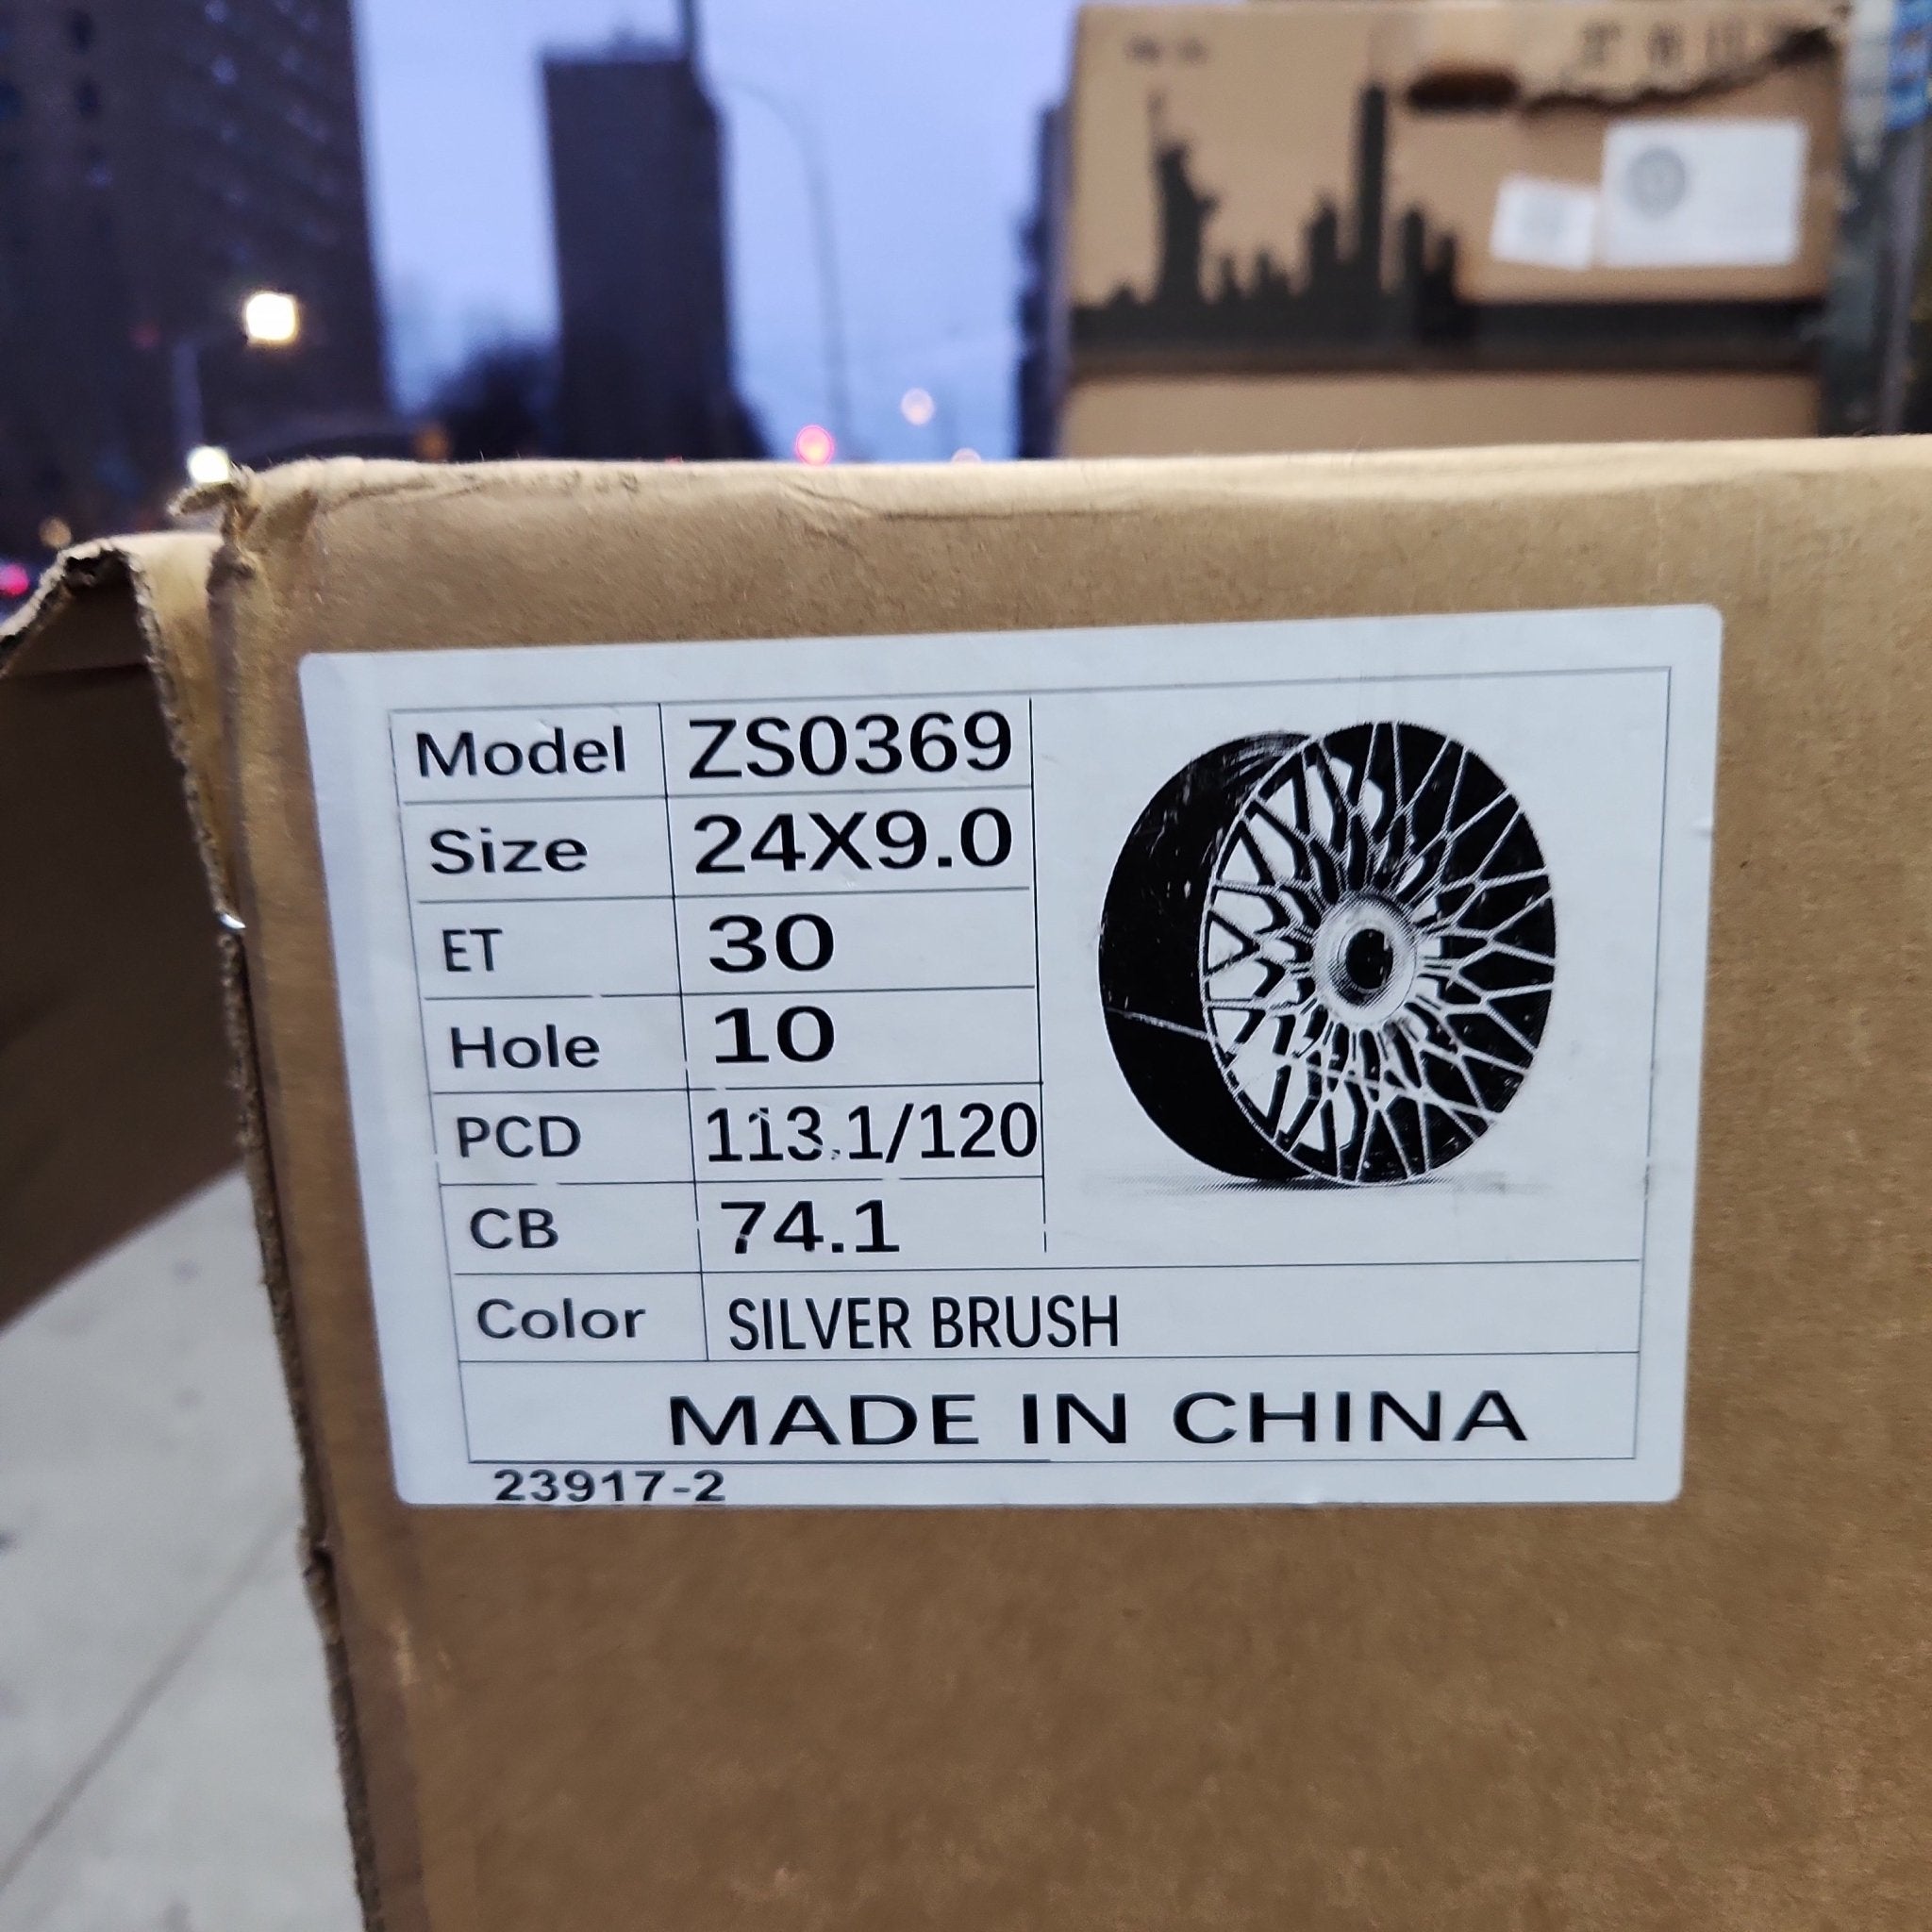 Model ZS0369
Size 24X9.0
ET 30
Hole 10
PCD 113.1/120
CB 74.1
Color SILVER BRUSH
MADE IN CHINA
23917-2